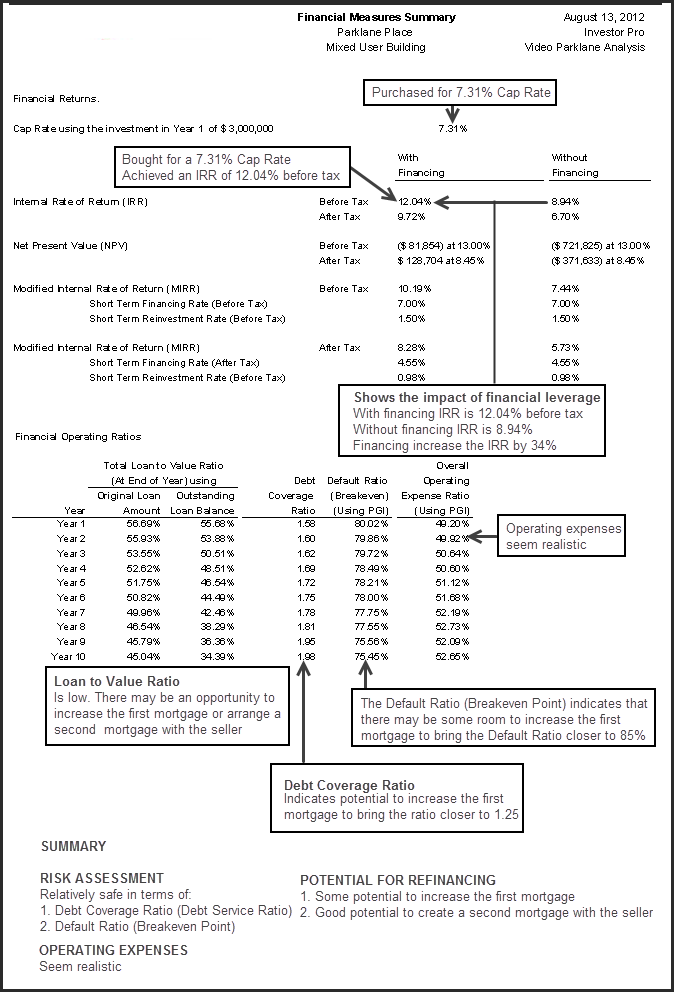 Financial Measures Summary August 13, 2012
Parklane Place Investor Pro
Mixed User Building Video Parklane Analysis
Financial Returns.
Purchased for 7.31% Cap Rate
Cap Rate using the investment in Year 1 of $ 3,000,000 7.31%
Bought for a 7.31% Cap Rate
Achieved an IRR of 12.04% before tax
With Without
Financing Financing
Internal Rate of Return (IRR) Before Tax 12.04% 8.94%
After Tax 9.72% 6.70%
Net Present Value (NPV) Before Tax ($ 81,854) at 13.00% ($ 721,825) at 13.00%
After Tax $ 128,704 at 8.45% ($ 371,633) at 8.45%
Modified Internal Rate of Return (MIRR) Before Tax 10.19% 7.44%
Short Term Financing Rate (Before Tax) 7.00% 7.00%
Short Term Reinvestment Rate (Before Tax) 1.50% 1.50%
Modified Internal Rate of Return (MIRR) After Tax 8.28% 5.73%
Short Term Financing Rate (After Tax) 4.55% 4.55%
Short Term Reinvestment Rate (Before Tax) 0.98% 0.98%
Shows the impact of financial leverage
With financing IRR is 12.04% before tax
Without financing IRR is 8.94%
Financing increase the IRR by 34%
Financial Operating Ratios
Total Loan to Value Ratio Overall
(At End of Year) using Debt Default Ratio Operating
Original Loan Outstanding Coverage (Breakeven) Expense Ratio
Year Amount Loan Balance Ratio (Using PGI) (Using PGI)
Year 1 56.69% 55.68% 1.58 80.02% 49.20%
Year 2 55.93% 53.88% 1.60 79.86% 49.92%
Year 3 53.55% 50.51% 1.62 79.72% 50.64%
Year 4 52.62% 48.51% 1.69 78.49% 50.60%
Year 5 51.75% 46.54% 1.72 78.21% 51.12%
Year 6 50.82% 44.49% 1.75 78.00% 51.68%
Year 7 49.96% 42.46% 1.78 77.75% 52.19%
Year 8 46.54% 38.29% 1.81 77.55% 52.73%
Year 9 45.79% 36.36% 1.95 75.56% 52.09%
Year 10 45.04% 34.39% 1.98 75.45% 52.65%
Operating expenses
seem realistic
Loan to Value Ratio
Is low. There may be an opportunity to
increase the first mortgage or arrange a
second mortgage with the seller
The Default Ratio (Breakeven Point) indicates that
there may be some room to increase the first
mortgage to bring the Default Ratio closer to 85%
Debt Coverage Ratio
Indicates potential to increase the first
mortgage to bring the ratio closer to 1.25
SUMMARY
RISK ASSESSMENT
Relatively safe in terms of:
1. Debt Coverage Ratio (Debt Service Ratio)
2. Default Ratio (Breakeven Point)
POTENTIAL FOR REFINANCING
1. Some potential to increase the first mortgage
2. Good potential to create a second mortgage with the seller
OPERATING EXPENSES
Seem realistic